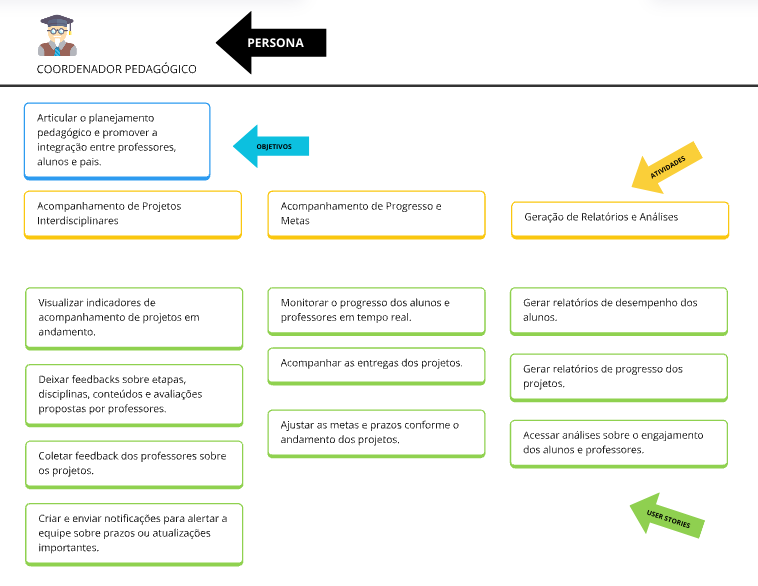 PERSONA
COORDENADOR PEDAGÓGICO
Articular o planejamento
pedagógico e promover a
integração entre professores,
alunos e pais.
OBJETIVOS
ATIVIDADES
Acompanhamento de Projetos
Interdisciplinares
Acompanhamento de Progresso e
Metas
Geração de Relatórios e Análises
Visualizar indicadores de
acompanhamento de projetos em
andamento.
Deixar feedbacks sobre etapas,
disciplinas, conteúdos e avaliações
propostas por professores.
Coletar feedback dos professores sobre
os projetos.
Criar e enviar notificações para alertar a
equipe sobre prazos ou atualizações
importantes.
Monitorar o progresso dos alunos e
professores em tempo real.
Acompanhar as entregas dos projetos.
Ajustar as metas e prazos conforme o
andamento dos projetos.
Gerar relatórios de desempenho dos
alunos.
Gerar relatórios de progresso dos
projetos.
Acessar análises sobre o engajamento
dos alunos e professores.
USER STORIES